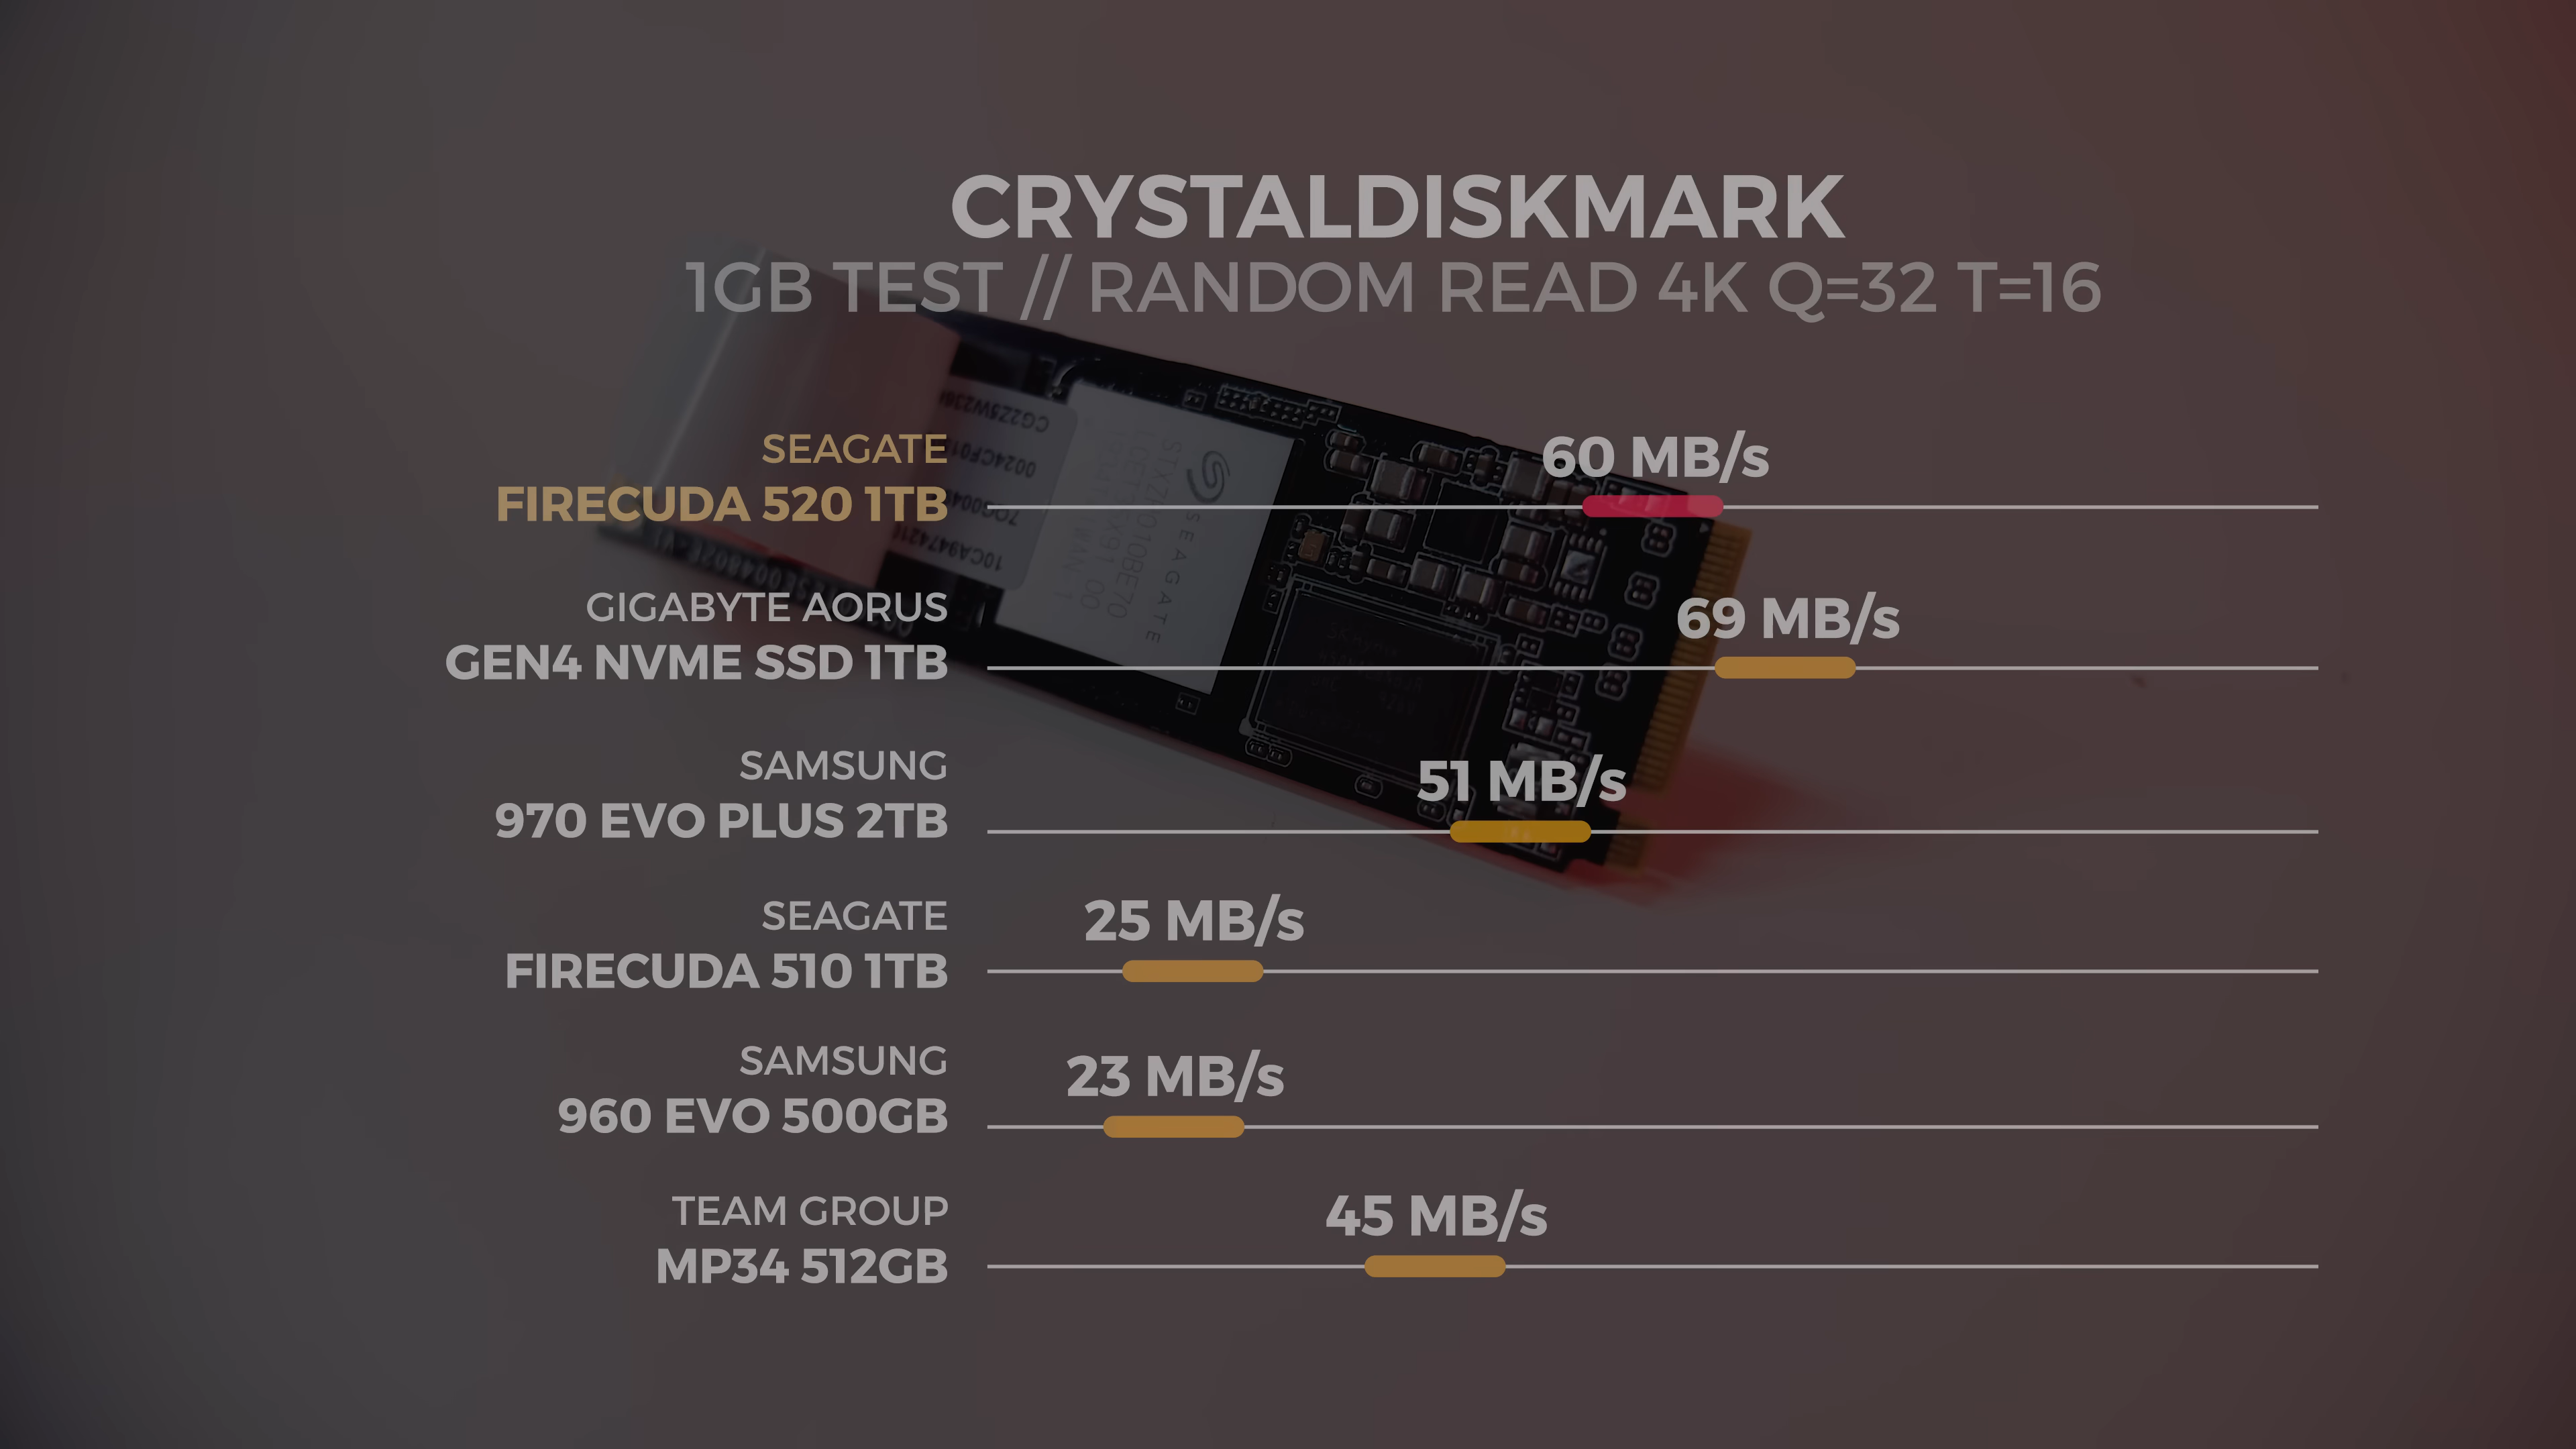 CRYSTALDISKMARK
1GB TEST // RANDOM READ 4K Q=32 T=16
SEAGATE
FIRECUDA 520 1TB
60 MB/s
GIGABYTE AORUS
GEN4 NVME SSD 1TB
69 MB/s
SAMSUNG
970 EVO PLUS 2TB
51 MB/s
SEAGATE
FIRECUDA 510 1TB
25 MB/s
SAMSUNG
960 EVO 500GB
23 MB/s
TEAM GROUP
MP34 512GB
45 MB/s
SEAGATE